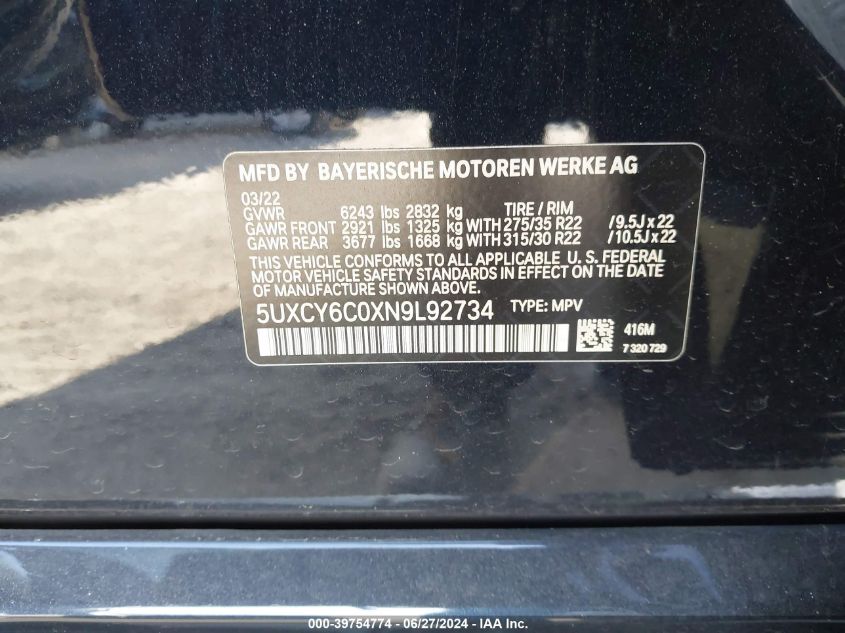 MFD BY BAYERISCHE MOTOREN WERKE AG
03/22
GVWR 6243 lbs 2832 kg TIRE / RIM
GAWR FRONT 2921 lbs 1325 kg WITH 275/35 R22 /9.5J x 22
GAWR REAR 3677 lbs 1668 kg WITH 315/30 R22 /10.5J x 22
THIS VEHICLE CONFORMS TO ALL APPLICABLE U. S. FEDERAL
MOTOR VEHICLE SAFETY STANDARDS IN EFFECT ON THE DATE
OF MANUFACTURE SHOWN ABOVE.
5UXCY6C0XN9L92734 TYPE: MPV
416M
7 320 729
000-39754774 - 06/27/2024 - IAA Inc.